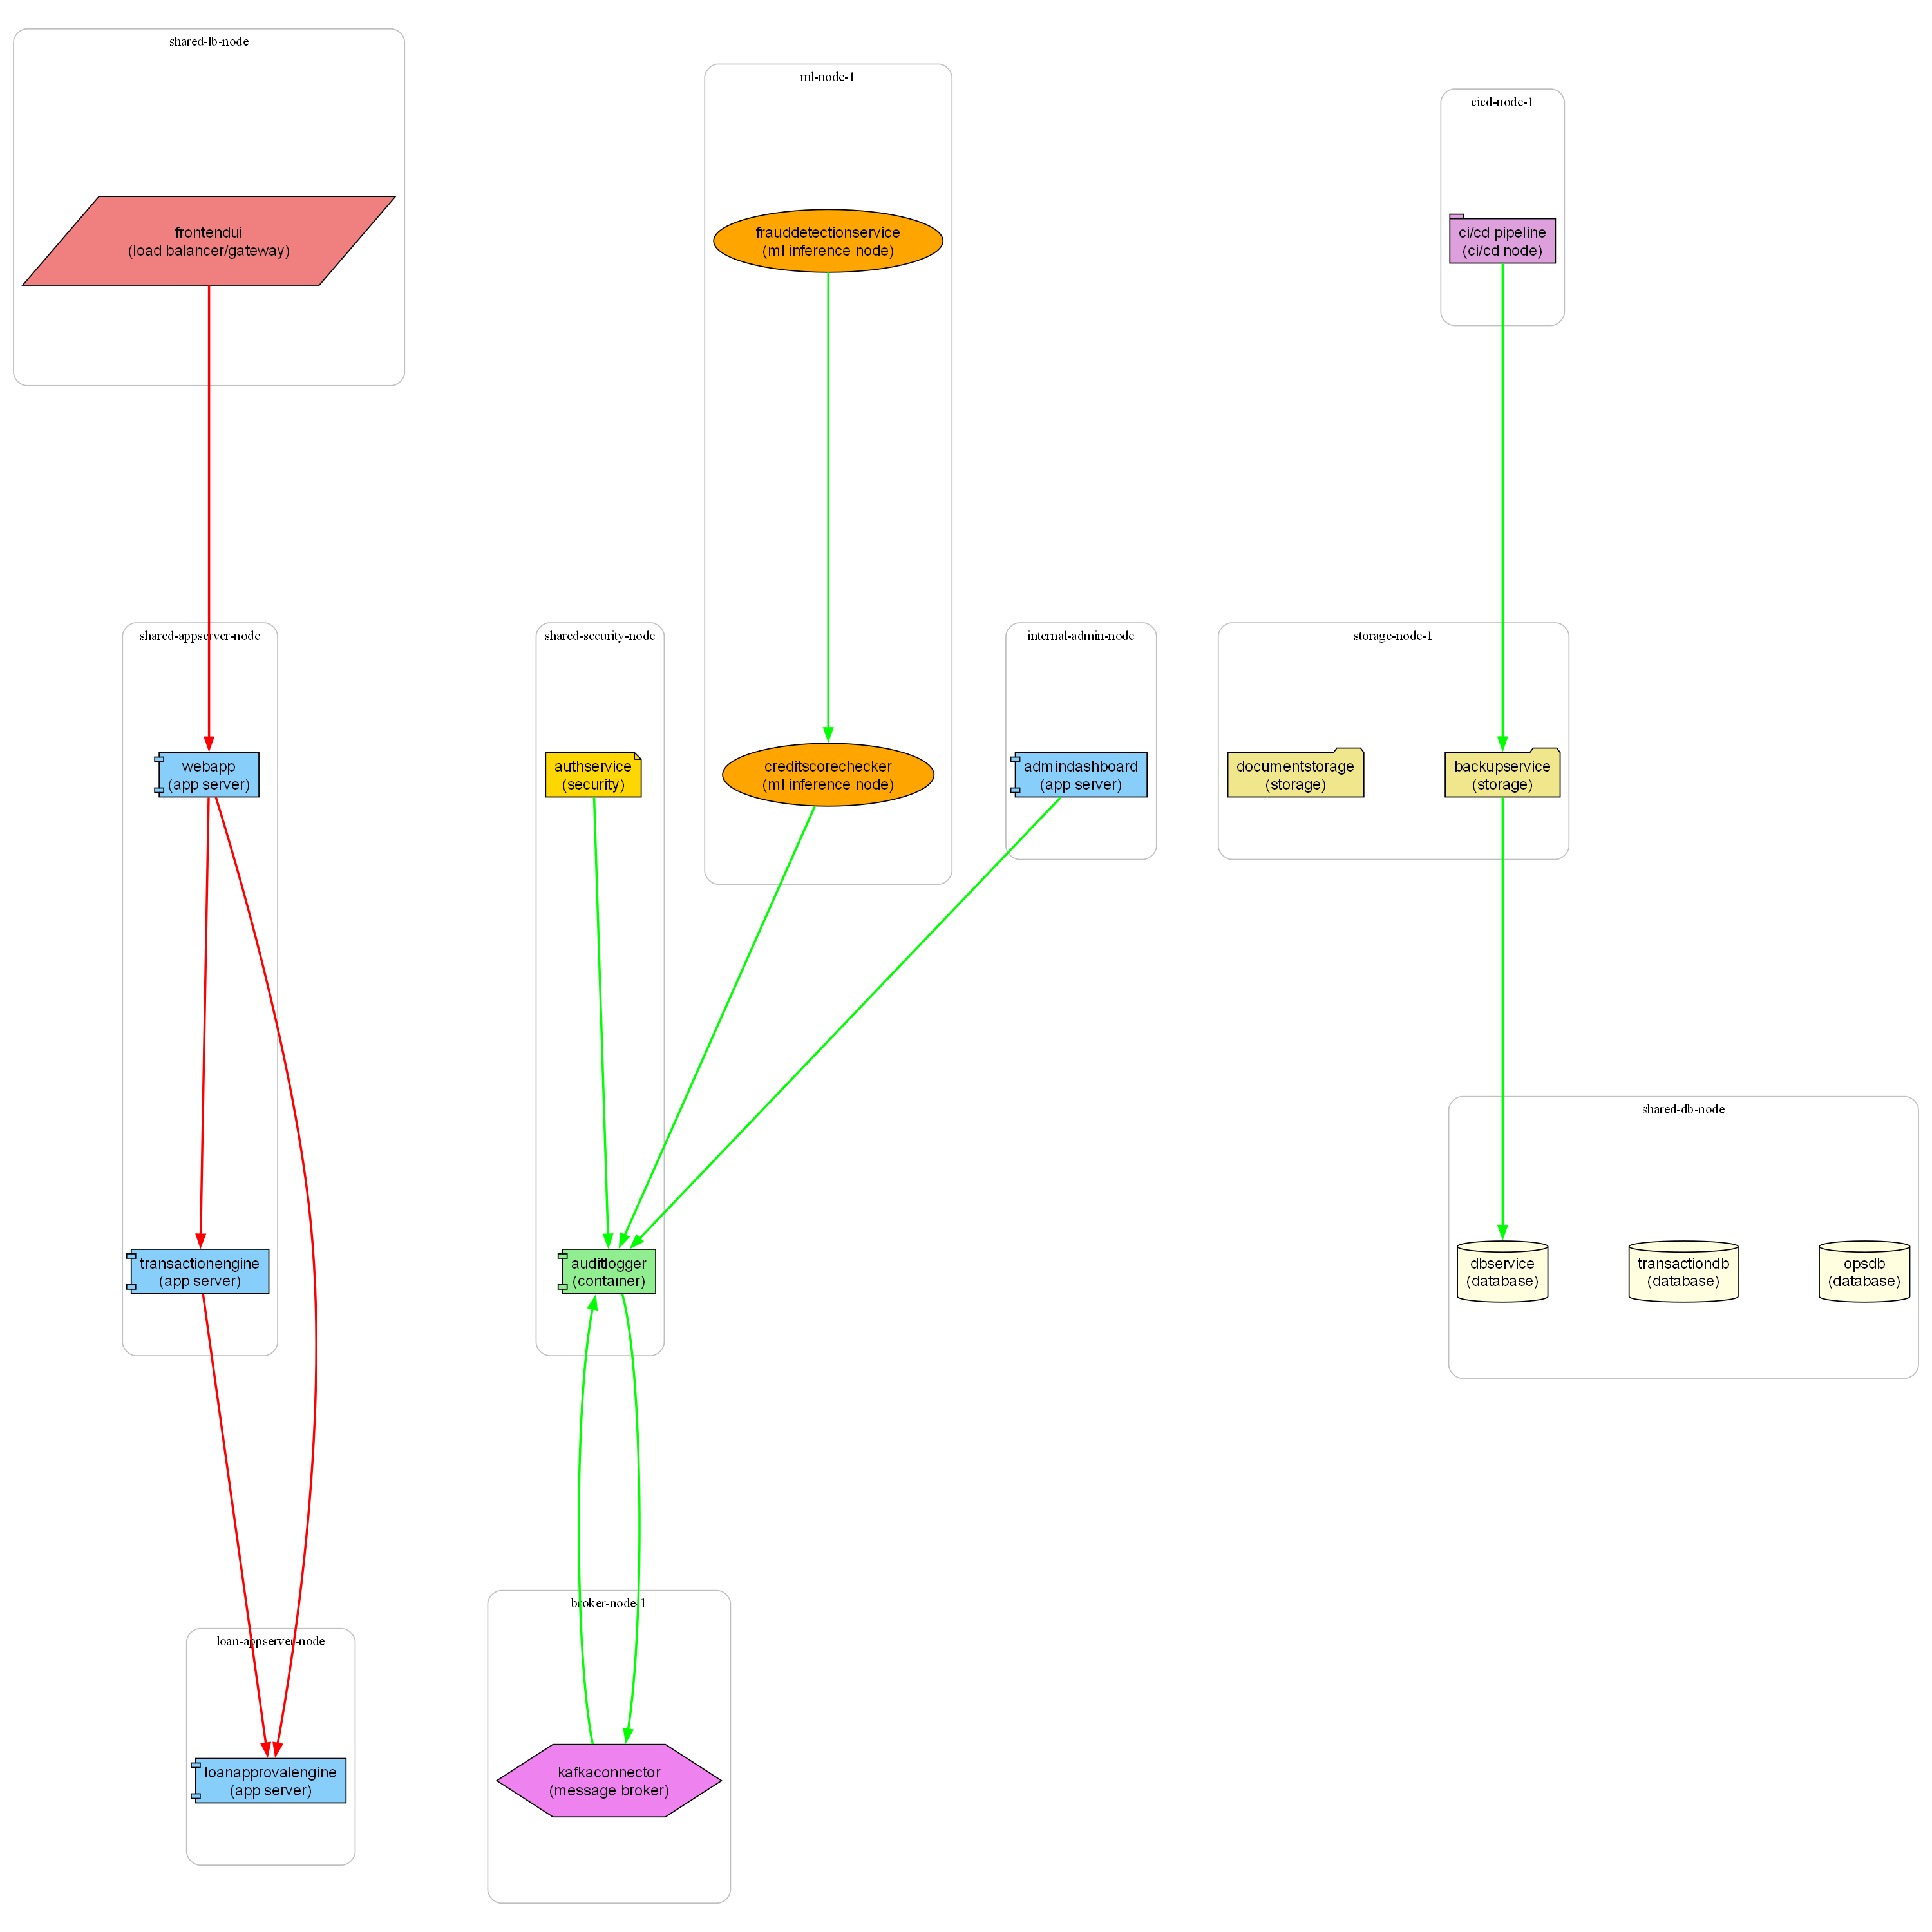 shared-lb-node
frontendui
(load balancer/gateway)
ml-node-1
frauddetectionservice
(ml inference node)
cicd-node-1
ci/cd pipeline
(ci/cd node)
shared-appserver-node
webapp
(app server)
shared-security-node
authservice
(security)
creditscorechecker
(ml inference node)
internal-admin-node
admindashboard
(app server)
storage-node-1
documentstorage
(storage)
backupservice
(storage)
transactionengine
(app server)
auditlogger
(container)
shared-db-node
dbservice
(database)
transactiondb
(database)
opsdb
(database)
loan-appserver-node
loanapprovalengine
(app server)
broker-node-1
kafkaconnector
(message broker)